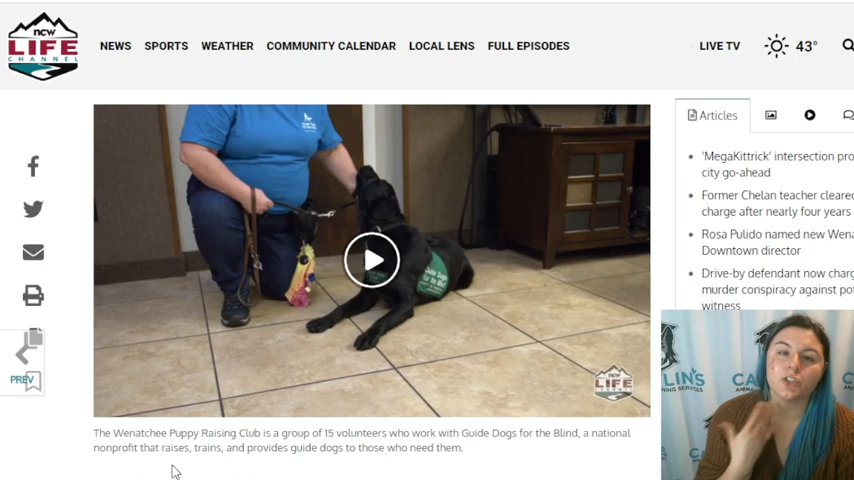 ncw
LIFE
CHANNEL
NEWS SPORTS WEATHER COMMUNITY CALENDAR LOCAL LENS FULL EPISODES LIVE TV 43°
Articles
'MegaKittrick' intersection pro
city go-ahead
Former Chelan teacher cleared
charge after nearly four years
Rosa Pulido named new Wena
Downtown director
Drive-by defendant now charg
murder conspiracy against pot
witness
PREV
ncw
LIFE
The Wenatchee Puppy Raising Club is a group of 15 volunteers who work with Guide Dogs for the Blind, a national
nonprofit that raises, trains, and provides guide dogs to those who need them.